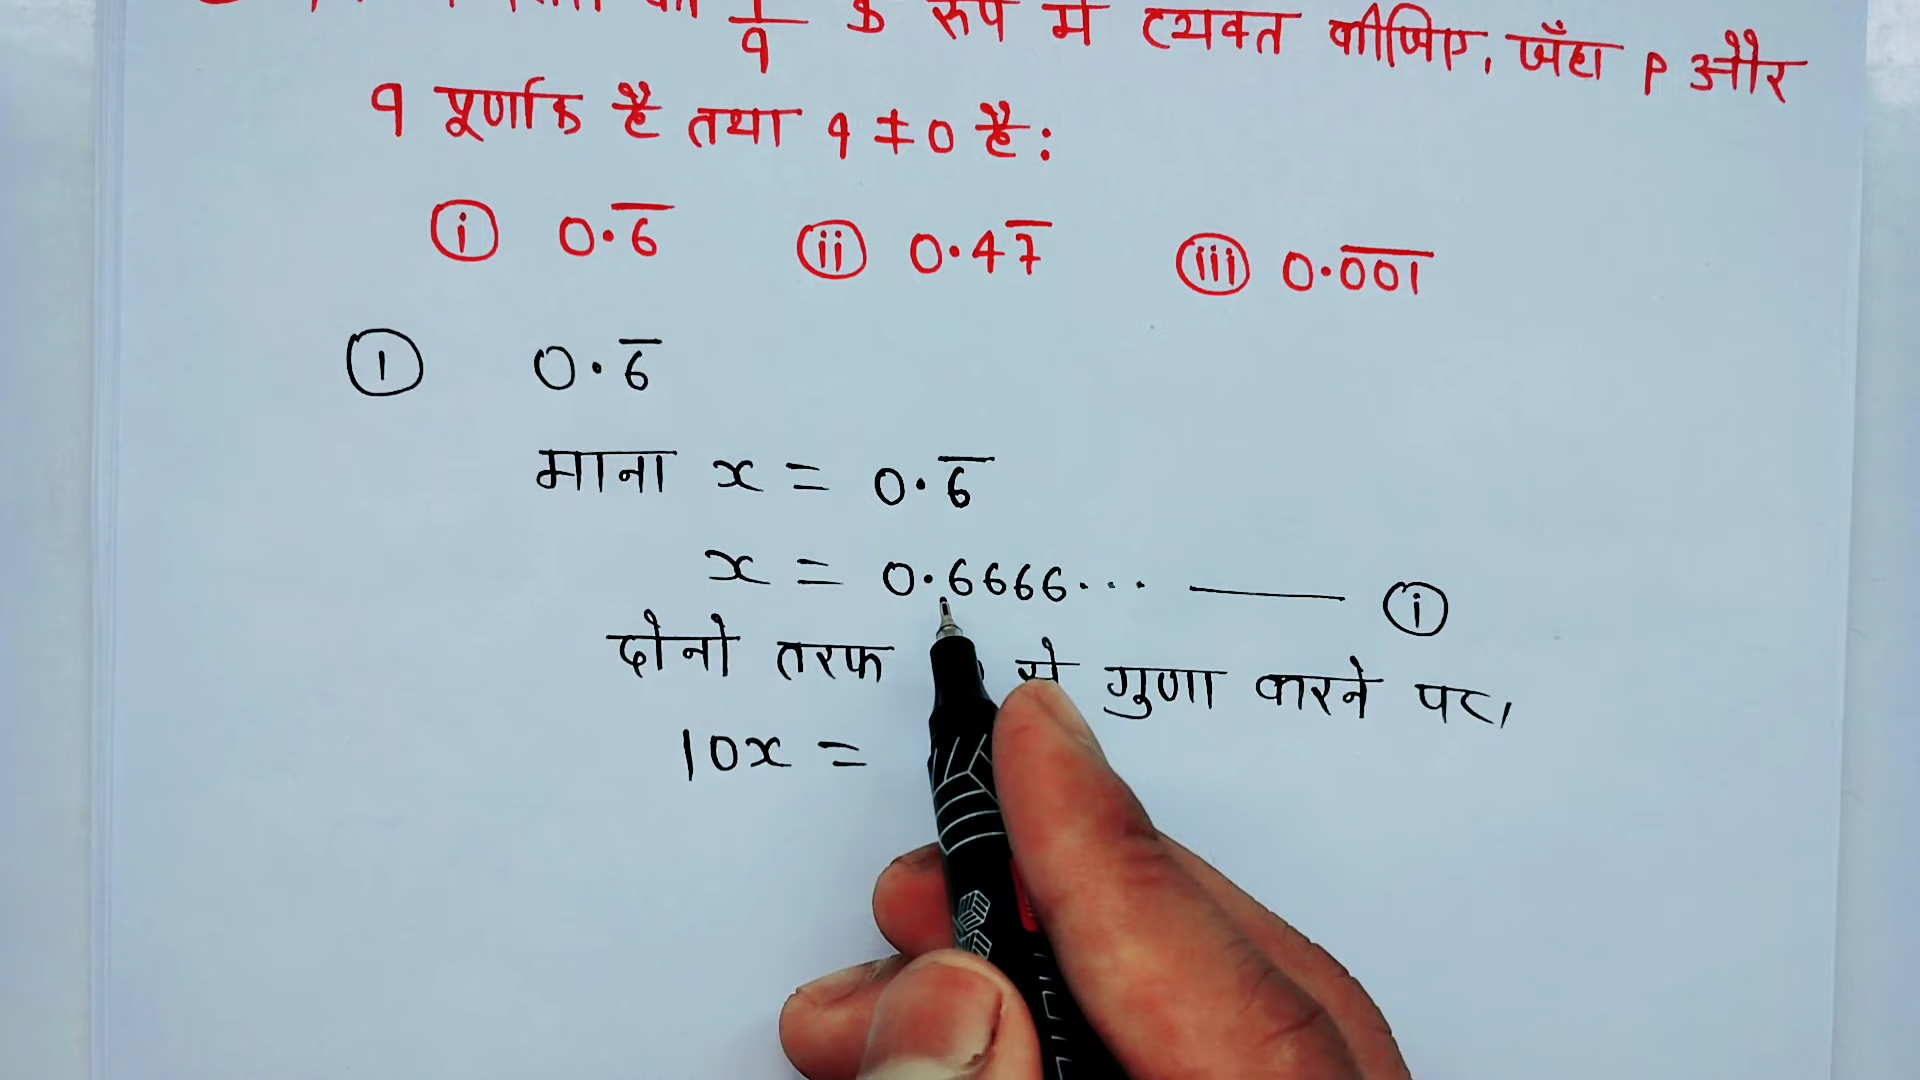 q के रूप में व्यक्त कीजिए, जँहा p और
q पूर्णांक है तथा q ≠ 0 है:
(i) 0.6̅ (ii) 0.47̅ (iii) 0.0̅0̅1̅
(1) 0.6̅
माना x = 0.6̅
x = 0.6666... —— (i)
दोनो तरफ से गुणा करने पर,
10x =